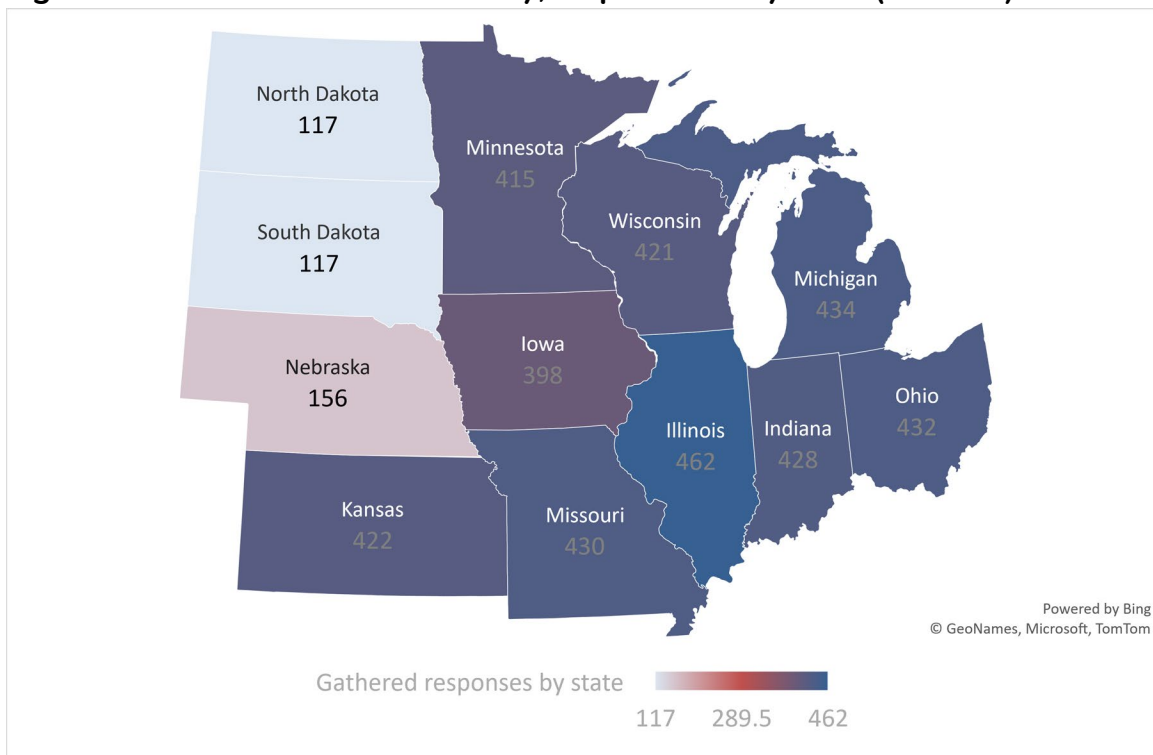 North Dakota
117
Minnesota
415
South Dakota
117
Wisconsin
421
Michigan
434
Nebraska
156
Iowa
398
Illinois
462
Indiana
428
Ohio
432
Kansas
422
Missouri
430
Powered by Bing
© GeoNames, Microsoft, TomTom
Gathered responses by state
117 289.5 462